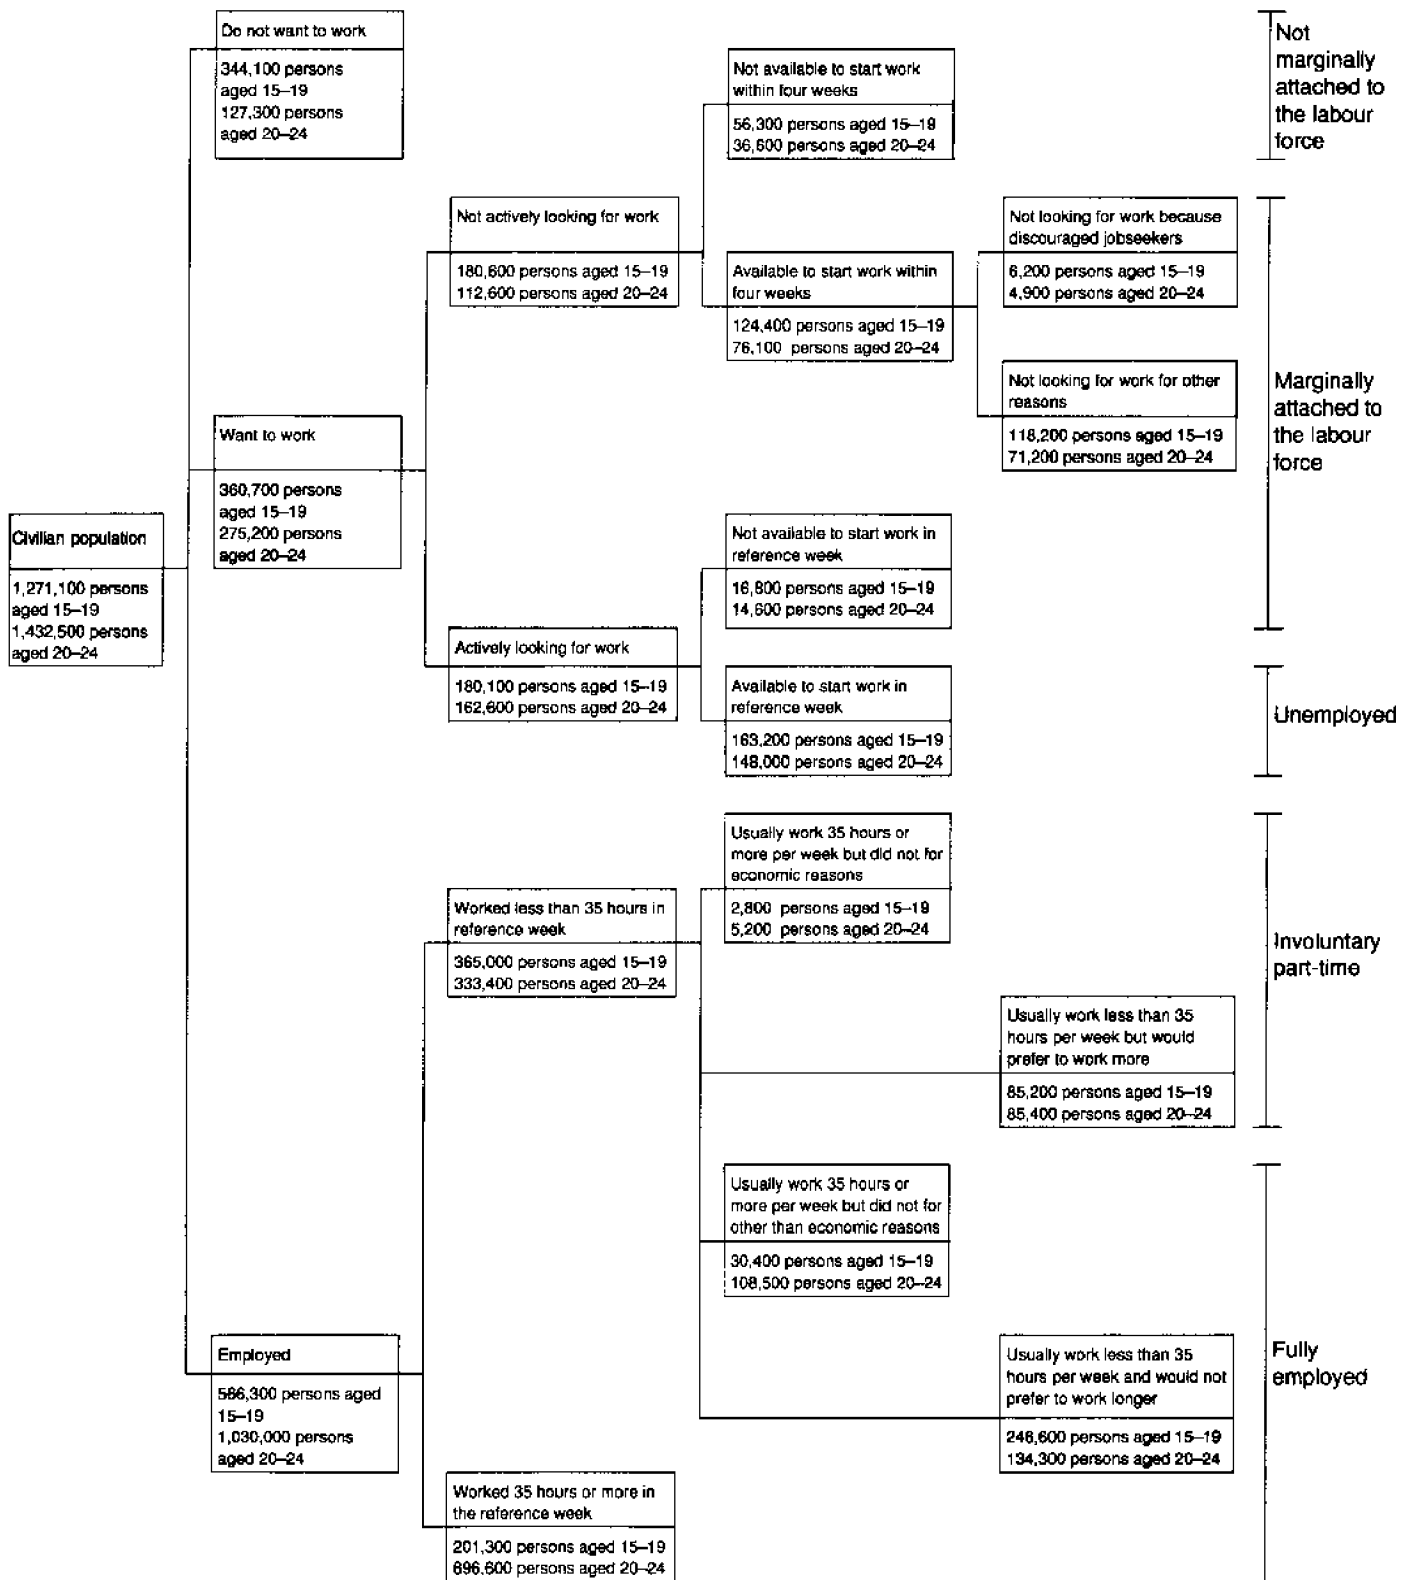 Do not want to work
344,100 persons
aged 15–19
127,300 persons
aged 20–24
Not available to start work
within four weeks
56,300 persons aged 15–19
36,600 persons aged 20–24
Not
marginally
attached to
the labour
force
Not actively looking for work
180,600 persons aged 15–19
112,600 persons aged 20–24
Available to start work within
four weeks
124,400 persons aged 15–19
76,100 persons aged 20–24
Not looking for work because
discouraged jobseekers
6,200 persons aged 15–19
4,900 persons aged 20–24
Not looking for work for other
reasons
118,200 persons aged 15–19
71,200 persons aged 20–24
Marginally
attached to
the labour
force
Want to work
360,700 persons
aged 15–19
275,200 persons
aged 20–24
Civilian population
1,271,100 persons
aged 15–19
1,432,500 persons
aged 20–24
Not available to start work in
reference week
16,800 persons aged 15–19
14,600 persons aged 20–24
Actively looking for work
180,100 persons aged 15–19
162,600 persons aged 20–24
Available to start work in
reference week
163,200 persons aged 15–19
148,000 persons aged 20–24
Unemployed
Usually work 35 hours or
more per week but did not for
economic reasons
2,800 persons aged 15–19
5,200 persons aged 20–24
Worked less than 35 hours in
reference week
365,000 persons aged 15–19
333,400 persons aged 20–24
Involuntary
part-time
Usually work less than 35
hours per week but would
prefer to work more
85,200 persons aged 15–19
85,400 persons aged 20–24
Usually work 35 hours or
more per week but did not for
other than economic reasons
30,400 persons aged 15–19
108,500 persons aged 20–24
Employed
566,300 persons aged
15–19
1,030,000 persons
aged 20–24
Usually work less than 35
hours per week and would not
prefer to work longer
246,600 persons aged 15–19
134,300 persons aged 20–24
Fully
employed
Worked 35 hours or more in
the reference week
201,300 persons aged 15–19
696,600 persons aged 20–24